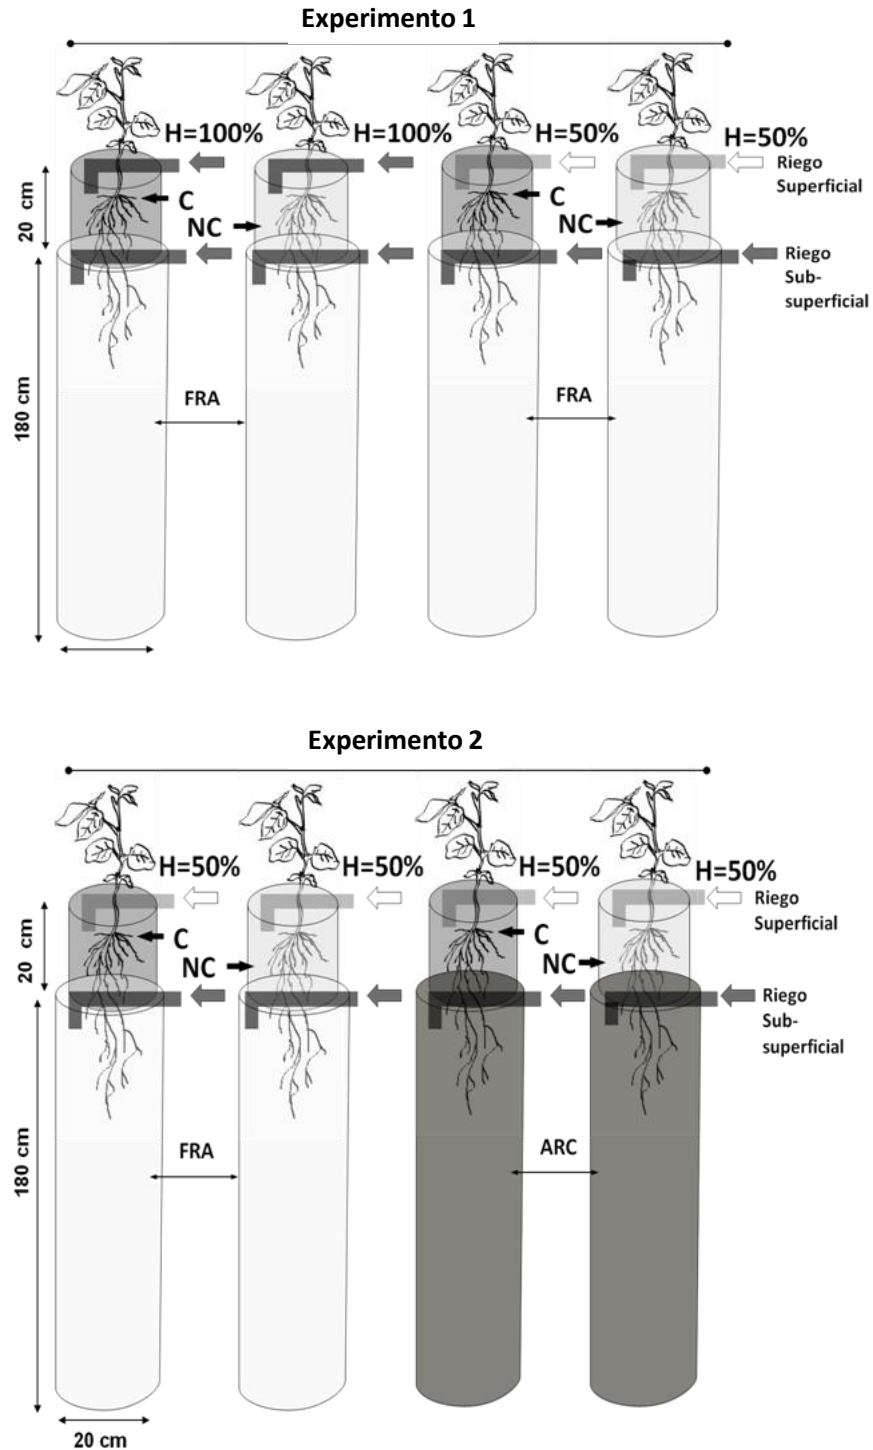 Experimento 1
H=100%
H=100%
H=50%
H=50%
Riego
Superficial
20 cm
C
NC
C
NC
Riego
Sub-
superficial
180 cm
FRA
FRA
Experimento 2
H=50%
H=50%
H=50%
H=50%
Riego
Superficial
20 cm
C
NC
C
NC
Riego
Sub-
superficial
180 cm
FRA
ARC
20 cm